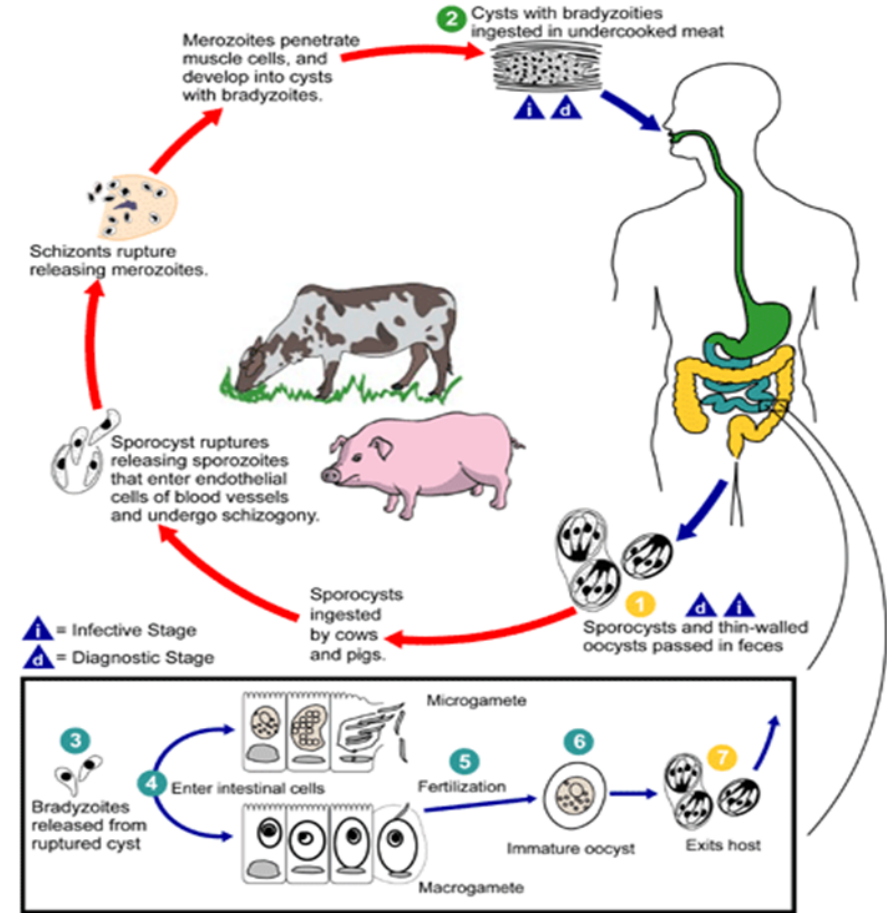 2
Cysts with bradyzoities
ingested in undercooked meat
i
d
Merozoites penetrate
muscle cells, and
develop into cysts
with bradyzoites.
Schizonts rupture
releasing merozoites.
Sporocyst ruptures
releasing sporozoites
that enter endothelial
cells of blood vessels
and undergo schizogony.
Sporocysts
ingested
by cows
and pigs.
1
d
i
Sporocysts and thin-walled
oocysts passed in feces
i = Infective Stage
d = Diagnostic Stage
3
Bradyzoites
released from
ruptured cyst
4
Enter intestinal cells
Microgamete
Macrogamete
5
Fertilization
6
Immature oocyst
7
Exits host